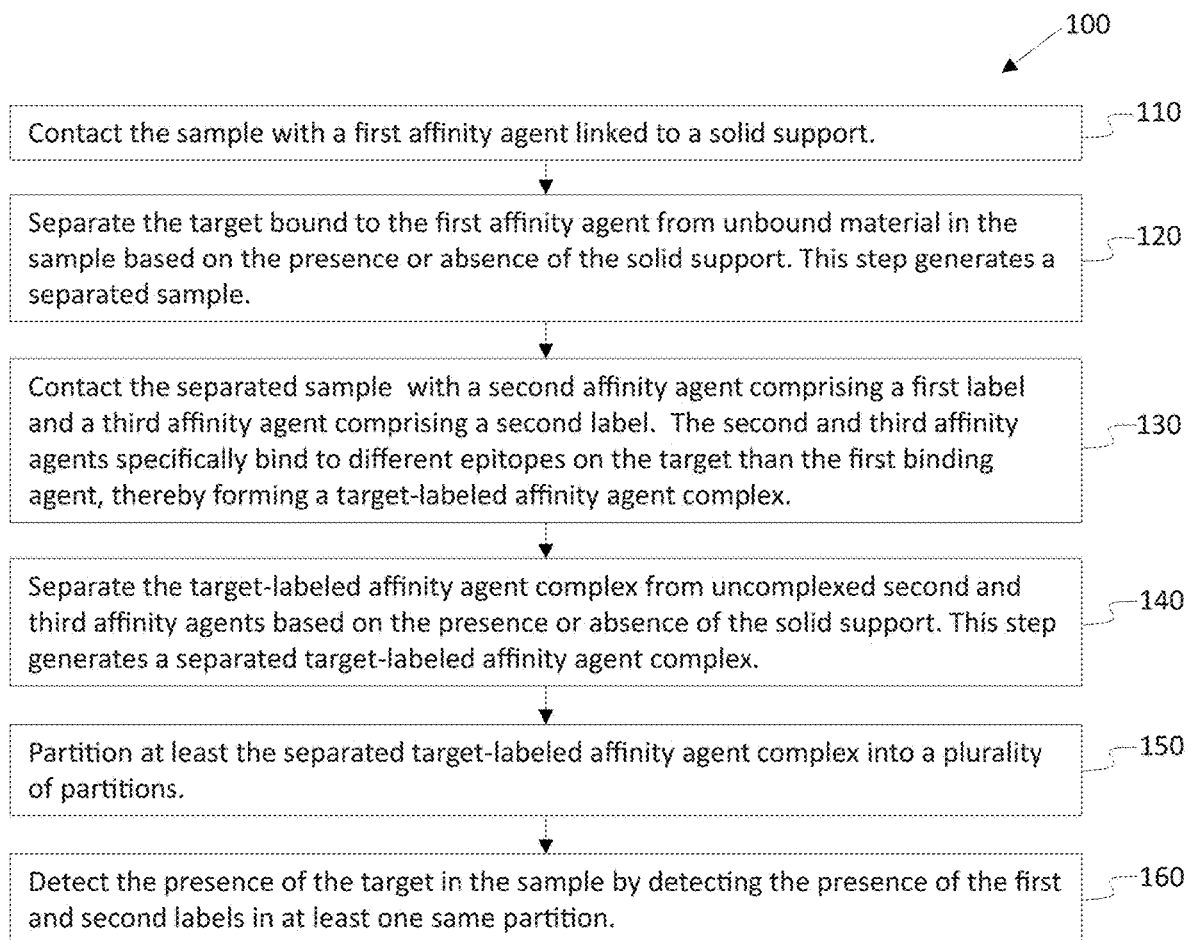 100
Contact the sample with a first affinity agent linked to a solid support.
110
Separate the target bound to the first affinity agent from unbound material in the
sample based on the presence or absence of the solid support. This step generates a
separated sample.
120
Contact the separated sample with a second affinity agent comprising a first label
and a third affinity agent comprising a second label. The second and third affinity
agents specifically bind to different epitopes on the target than the first binding
agent, thereby forming a target-labeled affinity agent complex.
130
Separate the target-labeled affinity agent complex from uncomplexed second and
third affinity agents based on the presence or absence of the solid support. This step
generates a separated target-labeled affinity agent complex.
140
Partition at least the separated target-labeled affinity agent complex into a plurality
of partitions.
150
Detect the presence of the target in the sample by detecting the presence of the first
and second labels in at least one same partition.
160